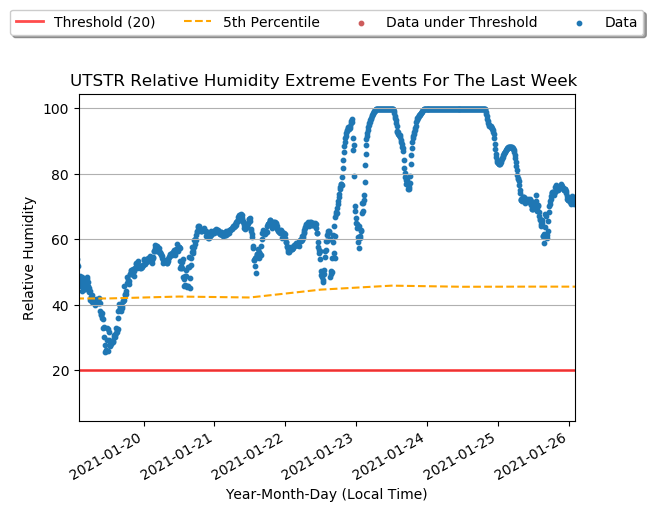 Threshold (20) 5th Percentile Data under Threshold Data
UTSTR Relative Humidity Extreme Events For The Last Week
100
80
60
40
20
Relative Humidity
2021-01-20 2021-01-21 2021-01-22 2021-01-23 2021-01-24 2021-01-25 2021-01-26
Year-Month-Day (Local Time)